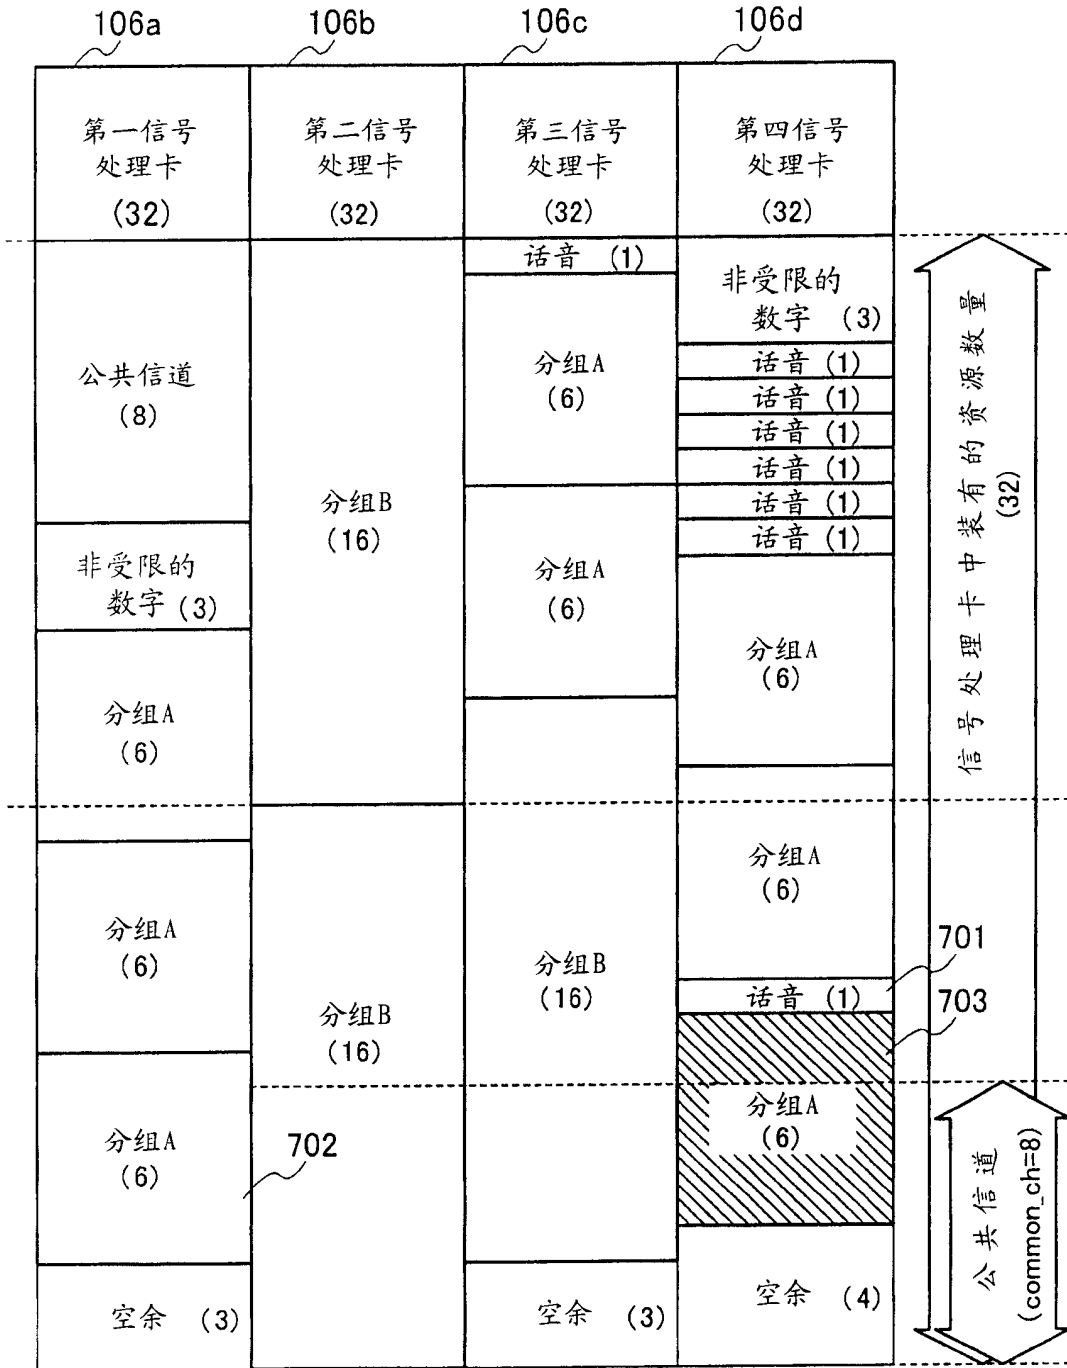 106a
106b
106c
106d
第一信号
处理卡
(32)
第二信号
处理卡
(32)
第三信号
处理卡
(32)
第四信号
处理卡
(32)
公共信道
(8)
非受限的
数字 (3)
分组A
(6)
分组A
(6)
分组A
(6)
空余 (3)
702
分组B
(16)
分组B
(16)
话音 (1)
分组A
(6)
分组A
(6)
分组B
(16)
空余 (3)
非受限的
数字 (3)
话音 (1)
话音 (1)
话音 (1)
话音 (1)
话音 (1)
话音 (1)
分组A
(6)
分组A
(6)
话音 (1)
分组A
(6)
空余 (4)
701
703
信号处理卡中装有的资源数量
(32)
公共信道
(common_ch=8)